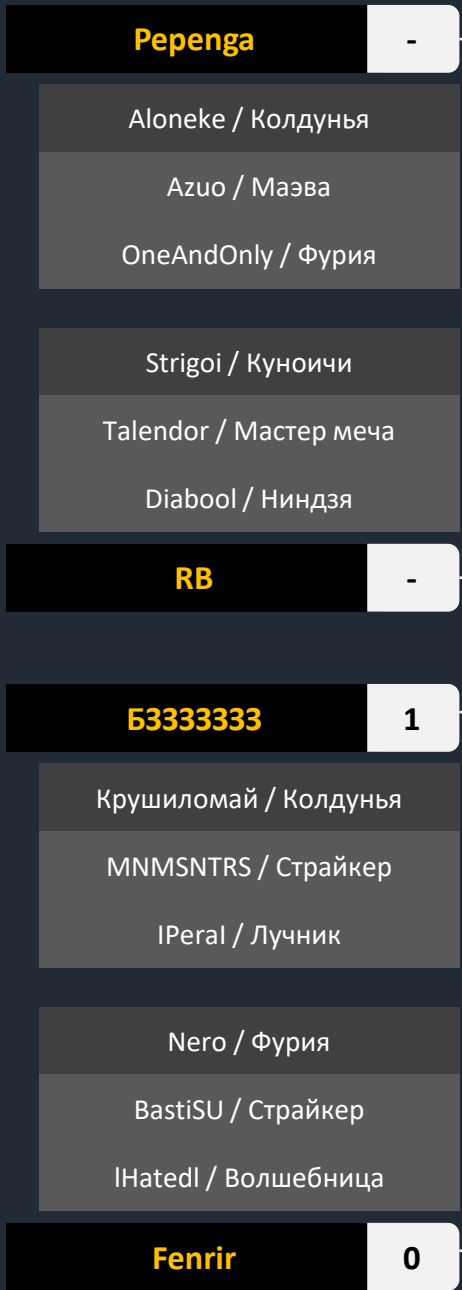 Pepenga -
Aloneke / Колдунья
Azuo / Маэва
OneAndOnly / Фурия
Strigoi / Куноичи
Talendor / Мастер меча
Diabool / Ниндзя
RB -
БЗЗЗЗЗЗЗ 1
Крушиломай / Колдунья
MNMSNTRS / Страйкер
IPeraI / Лучник
Nero / Фурия
BastiSU / Страйкер
lHatedl / Волшебница
Fenrir 0